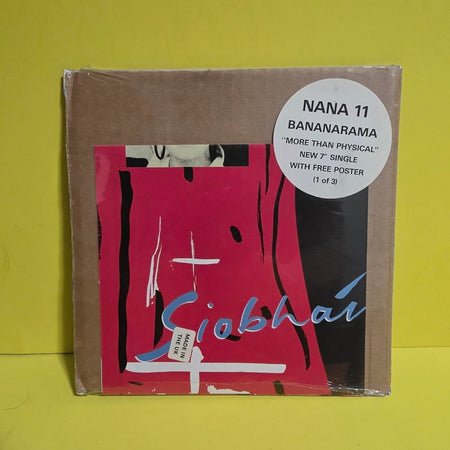 NANA 11
BANANARAMA
"MORE THAN PHYSICAL"
NEW 7" SINGLE
WITH FREE POSTER
(1 of 3)
Siobhán
MADE IN
THE UK